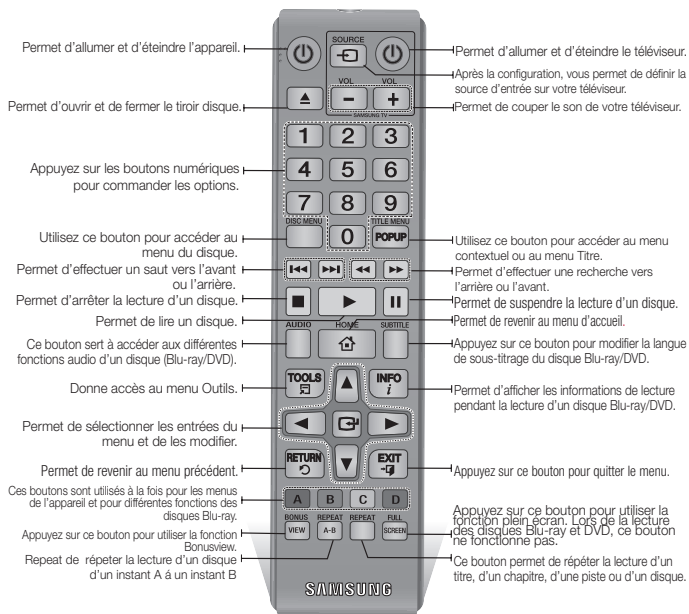 Permet d'allumer et d'éteindre l'appareil.
SOURCE
Permet d'allumer et d'éteindre le téléviseur.
Après la configuration, vous permet de définir la
source d'entrée sur votre téléviseur.
VOL
VOL
Permet d'ouvrir et de fermer le tiroir disque.
Permet de couper le son de votre téléviseur.
SAMSUNG TV
1 2 3
Appuyez sur les boutons numériques
pour commander les options.
4 5 6
7 8 9
DISC MENU
TITLE MENU
0
POPUP
Utilisez ce bouton pour accéder au
menu du disque.
Utilisez ce bouton pour accéder au menu
contextuel ou au menu Titre.
Permet d'effectuer un saut vers l'avant
ou l'arrière.
Permet d'effectuer une recherche vers
l'arrière ou l'avant.
Permet d'arrêter la lecture d'un disque.
Permet de suspendre la lecture d'un disque.
Permet de lire un disque.
Permet de revenir au menu d'accueil.
AUDIO
HOME
SUBTITLE
Ce bouton sert à accéder aux différentes
fonctions audio d'un disque (Blu-ray/DVD).
Appuyez sur ce bouton pour modifier la langue
de sous-titrage du disque Blu-ray/DVD.
TOOLS
INFO
i
Donne accès au menu Outils.
Permet d'afficher les informations de lecture
pendant la lecture d'un disque Blu-ray/DVD.
Permet de sélectionner les entrées du
menu et de les modifier.
RETURN
EXIT
Permet de revenir au menu précédent.
Appuyez sur ce bouton pour quitter le menu.
Ces boutons sont utilisés à la fois pour les menus
de l'appareil et pour différentes fonctions des
disques Blu-ray.
A B C D
BONUS
REPEAT
REPEAT
FULL
VIEW
A-B
SCREEN
Appuyez sur ce bouton pour utiliser la fonction
Bonusview.
Appuyez sur ce bouton pour utiliser la
fonction plein écran. Lors de la lecture
des disques Blu-ray et DVD, ce bouton
ne fonctionne pas.
Repeat de répeter la lecture d'un disque
d'un instant A á un instant B
Ce bouton permet de répéter la lecture d'un
titre, d'un chapitre, d'une piste ou d'un disque.
SAMSUNG